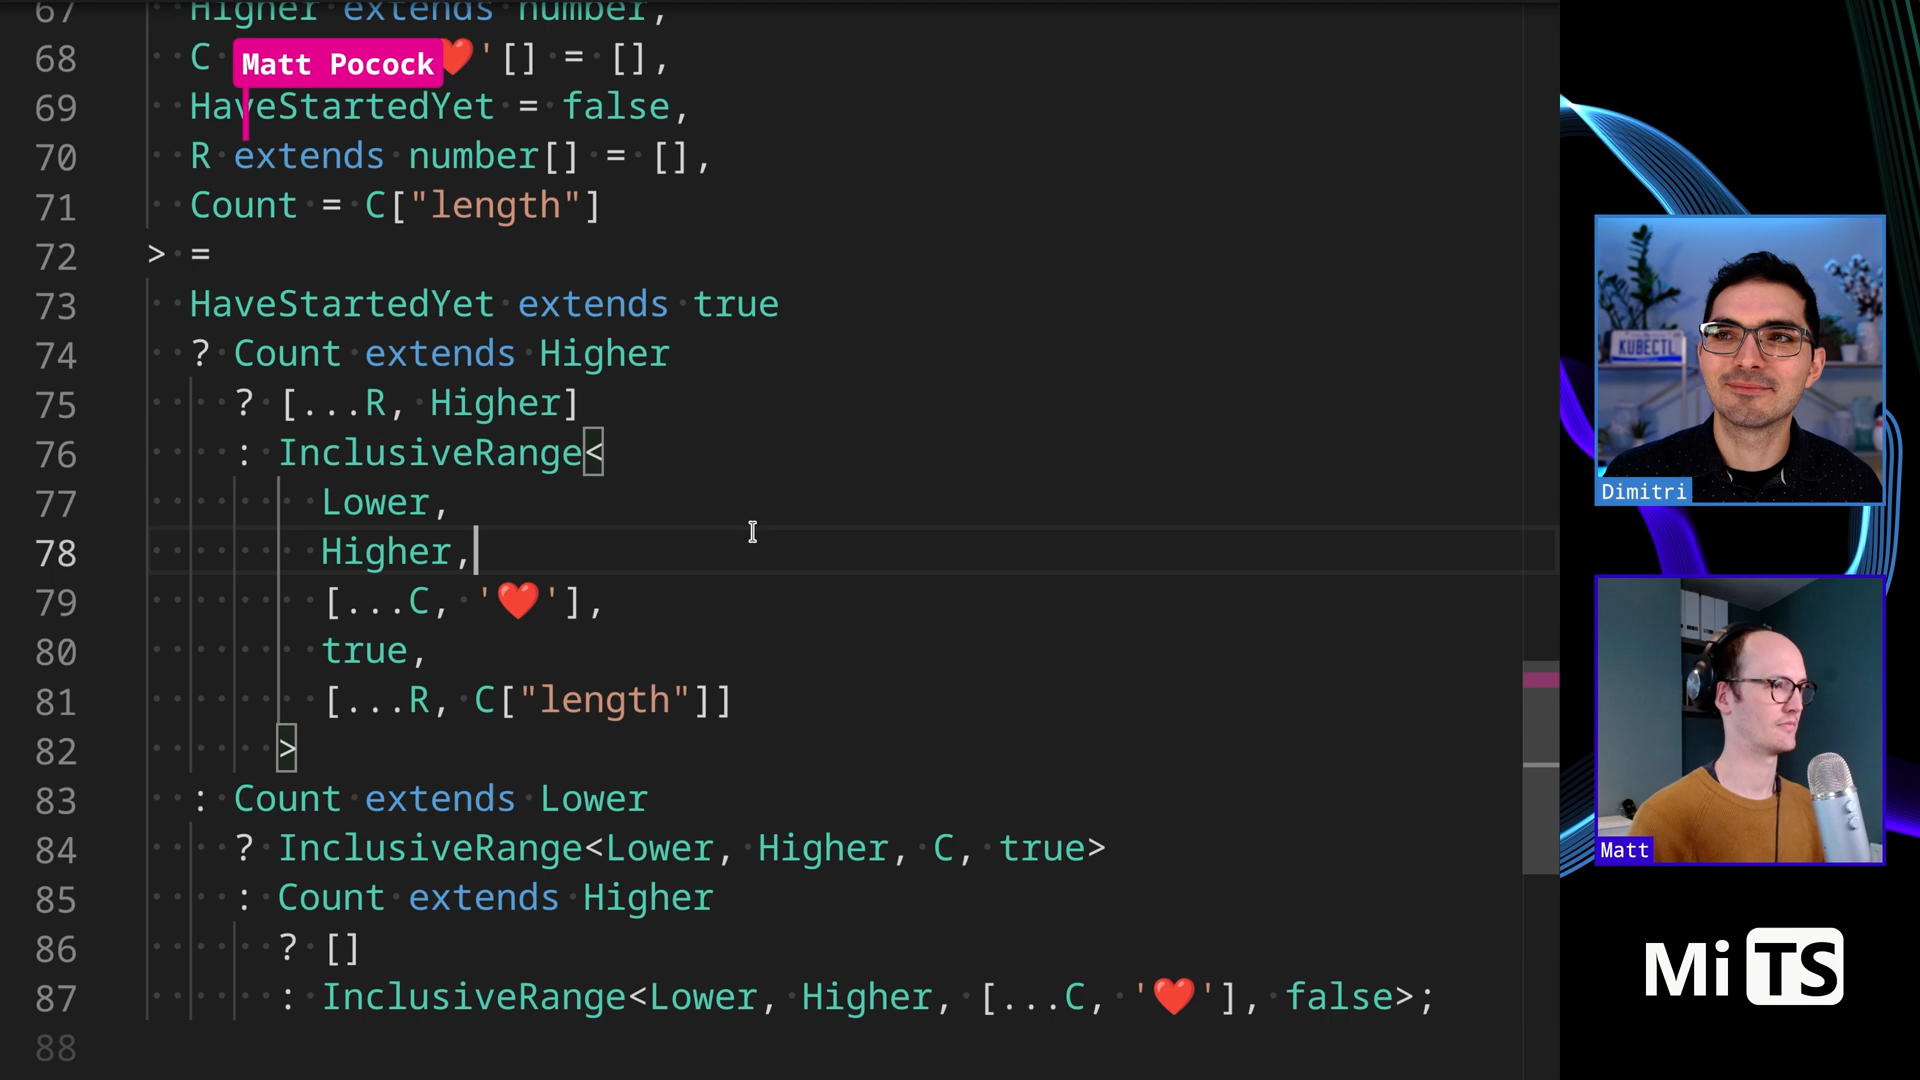 67 Higher extends number,
68 C ❤️'[] = [],
Matt Pocock
69 HaveStartedYet = false,
70 R extends number[] = [],
71 Count = C["length"]
72 > =
73 HaveStartedYet extends true
74 ? Count extends Higher
75 ? [...R, Higher]
76 : InclusiveRange<
77 Lower,
78 Higher,
79 [...C, '❤️'],
80 true,
81 [...R, C["length"]]
82 >
83 : Count extends Lower
84 ? InclusiveRange<Lower, Higher, C, true>
85 : Count extends Higher
86 ? []
87 : InclusiveRange<Lower, Higher, [...C, '❤️'], false>;
88
KUBECTL
Dimitri
Matt
MiTS